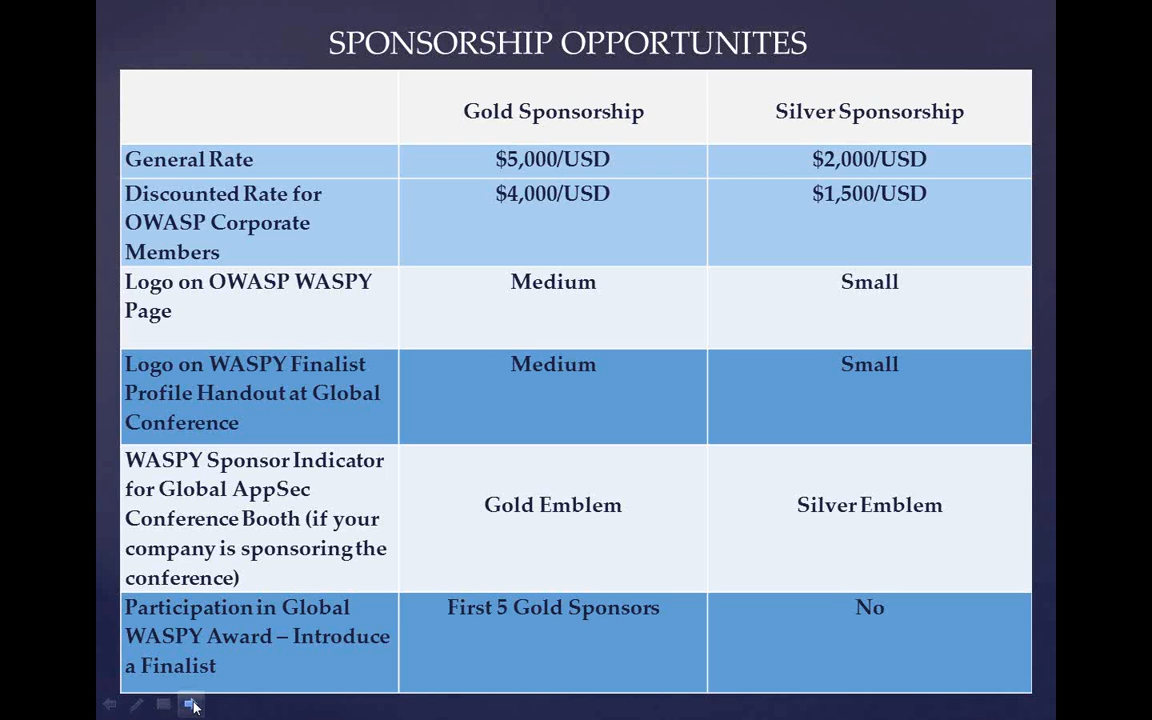 SPONSORSHIP OPPORTUNITES
Gold Sponsorship
Silver Sponsorship
General Rate
$5,000/USD
$2,000/USD
Discounted Rate for
OWASP Corporate
Members
$4,000/USD
$1,500/USD
Logo on OWASP WASPY
Page
Medium
Small
Logo on WASPY Finalist
Profile Handout at Global
Conference
Medium
Small
WASPY Sponsor Indicator
for Global AppSec
Conference Booth (if your
company is sponsoring the
conference)
Gold Emblem
Silver Emblem
Participation in Global
WASPY Award – Introduce
a Finalist
First 5 Gold Sponsors
No